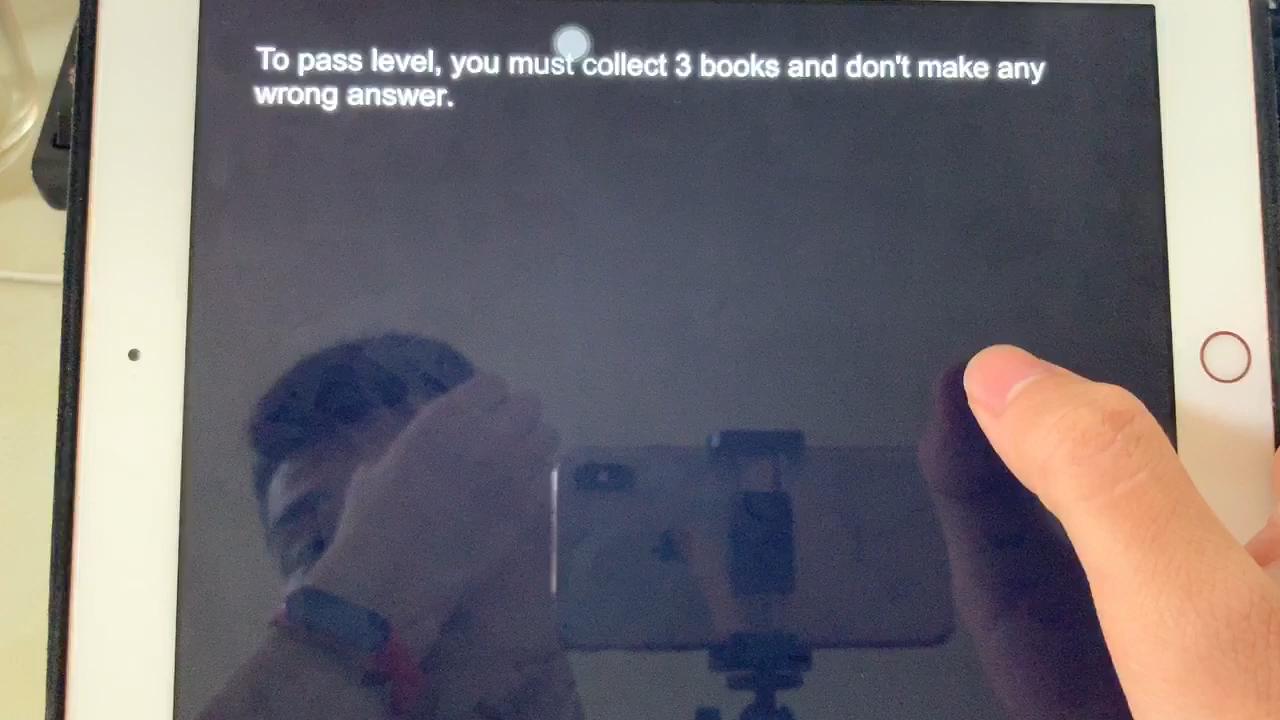 To pass level, you must collect 3 books and don't make any
wrong answer.